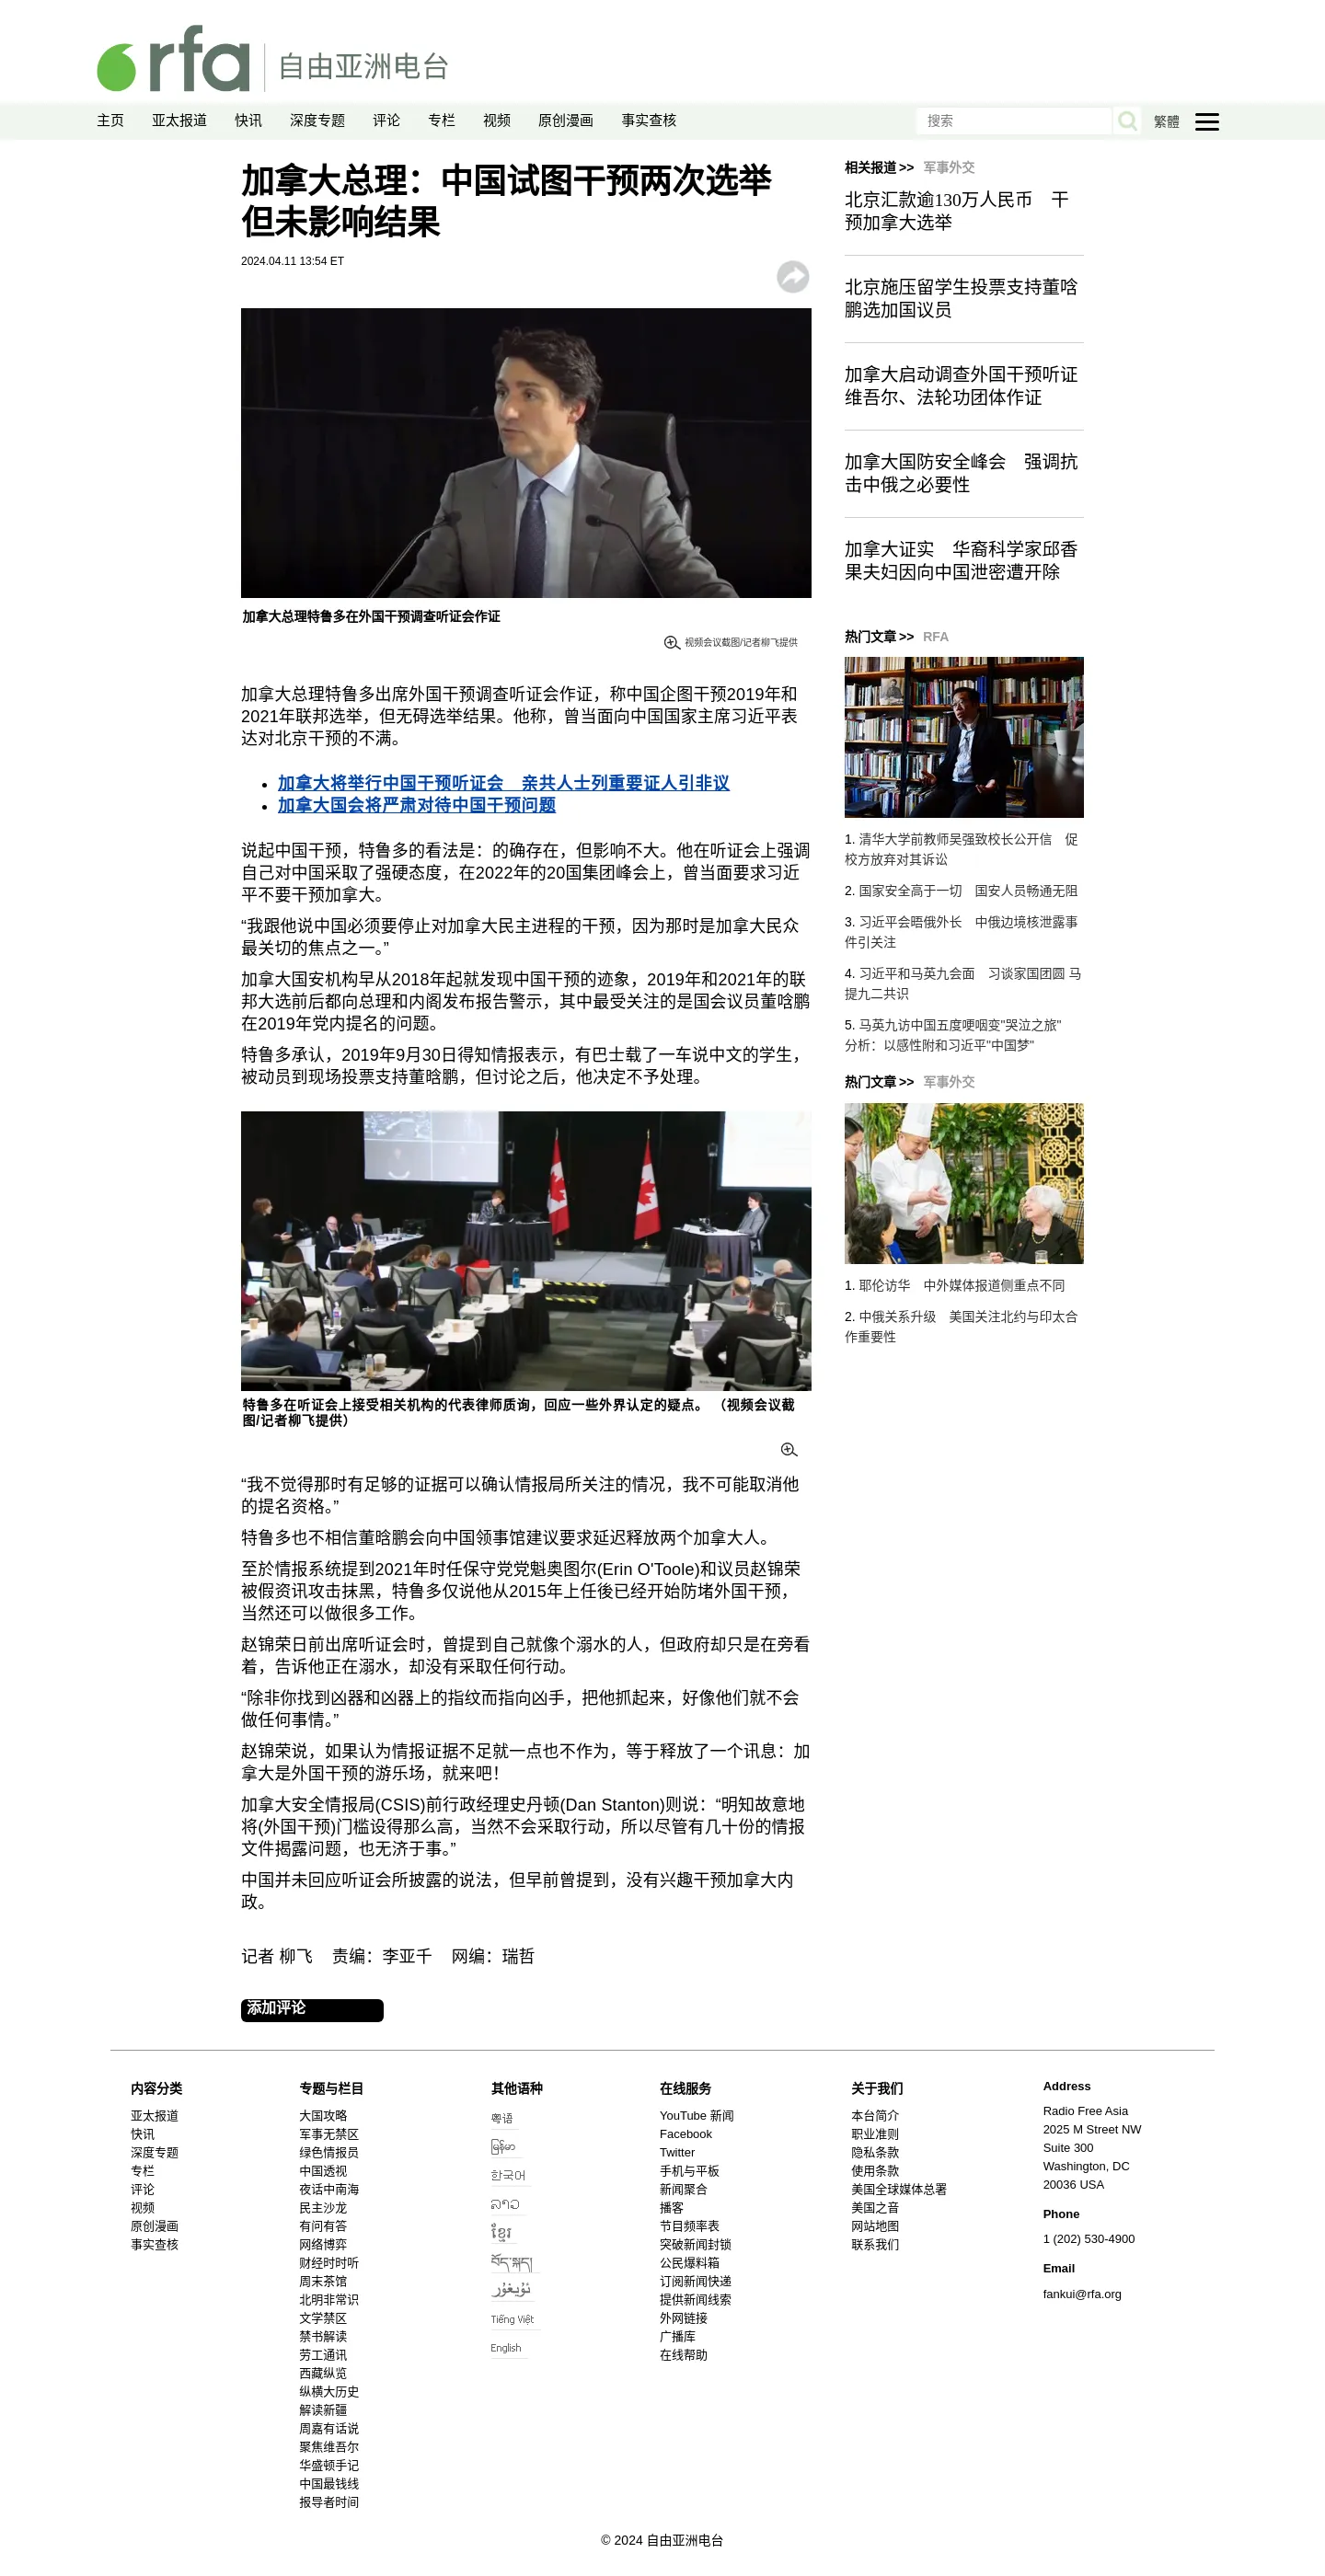 rfa 自由亚洲电台
主页 亚太报道 快讯 深度专题 评论 专栏 视频 原创漫画 事实查核 搜索 繁體
加拿大总理：中国试图干预两次选举
但未影响结果
2024.04.11 13:54 ET
加拿大总理特鲁多在外国干预调查听证会作证
视频会议截图/记者柳飞提供
加拿大总理特鲁多出席外国干预调查听证会作证，称中国企图干预2019年和
2021年联邦选举，但无碍选举结果。他称，曾当面向中国国家主席习近平表
达对北京干预的不满。
加拿大将举行中国干预听证会　亲共人士列重要证人引非议
加拿大国会将严肃对待中国干预问题
说起中国干预，特鲁多的看法是：的确存在，但影响不大。他在听证会上强调
自己对中国采取了强硬态度，在2022年的20国集团峰会上，曾当面要求习近
平不要干预加拿大。
“我跟他说中国必须要停止对加拿大民主进程的干预，因为那时是加拿大民众
最关切的焦点之一。”
加拿大国安机构早从2018年起就发现中国干预的迹象，2019年和2021年的联
邦大选前后都向总理和内阁发布报告警示，其中最受关注的是国会议员董晗鹏
在2019年党内提名的问题。
特鲁多承认，2019年9月30日得知情报表示，有巴士载了一车说中文的学生，
被动员到现场投票支持董晗鹏，但讨论之后，他决定不予处理。
特鲁多在听证会上接受相关机构的代表律师质询，回应一些外界认定的疑点。 （视频会议截
图/记者柳飞提供）
“我不觉得那时有足够的证据可以确认情报局所关注的情况，我不可能取消他
的提名资格。”
特鲁多也不相信董晗鹏会向中国领事馆建议要求延迟释放两个加拿大人。
至於情报系统提到2021年时任保守党党魁奥图尔(Erin O'Toole)和议员赵锦荣
被假资讯攻击抹黑，特鲁多仅说他从2015年上任後已经开始防堵外国干预，
当然还可以做很多工作。
赵锦荣日前出席听证会时，曾提到自己就像个溺水的人，但政府却只是在旁看
着，告诉他正在溺水，却没有采取任何行动。
“除非你找到凶器和凶器上的指纹而指向凶手，把他抓起来，好像他们就不会
做任何事情。”
赵锦荣说，如果认为情报证据不足就一点也不作为，等于释放了一个讯息：加
拿大是外国干预的游乐场，就来吧！
加拿大安全情报局(CSIS)前行政经理史丹顿(Dan Stanton)则说：“明知故意地
将(外国干预)门槛设得那么高，当然不会采取行动，所以尽管有几十份的情报
文件揭露问题，也无济于事。”
中国并未回应听证会所披露的说法，但早前曾提到，没有兴趣干预加拿大内
政。
记者 柳飞　责编：李亚千　网编：瑞哲
添加评论
相关报道 >> 军事外交
北京汇款逾130万人民币　干
预加拿大选举
北京施压留学生投票支持董晗
鹏选加国议员
加拿大启动调查外国干预听证
维吾尔、法轮功团体作证
加拿大国防安全峰会　强调抗
击中俄之必要性
加拿大证实　华裔科学家邱香
果夫妇因向中国泄密遭开除
热门文章 >> RFA
1. 清华大学前教师吴强致校长公开信　促
校方放弃对其诉讼
2. 国家安全高于一切　国安人员畅通无阻
3. 习近平会晤俄外长　中俄边境核泄露事
件引关注
4. 习近平和马英九会面　习谈家国团圆 马
提九二共识
5. 马英九访中国五度哽咽变"哭泣之旅"
分析：以感性附和习近平"中国梦"
热门文章 >> 军事外交
1. 耶伦访华　中外媒体报道侧重点不同
2. 中俄关系升级　美国关注北约与印太合
作重要性
内容分类
亚太报道
快讯
深度专题
专栏
评论
视频
原创漫画
事实查核
专题与栏目
大国攻略
军事无禁区
绿色情报员
中国透视
夜话中南海
民主沙龙
有问有答
网络博弈
财经时时听
周末茶馆
北明非常识
文学禁区
禁书解读
劳工通讯
西藏纵览
纵横大历史
解读新疆
周嘉有话说
聚焦维吾尔
华盛顿手记
中国最钱线
报导者时间
其他语种
粤语
မြန်မာ
한국어
ລາວ
ខ្មែរ
བོད་སྐད།
ئۇيغۇر
Tiếng Việt
English
在线服务
YouTube 新闻
Facebook
Twitter
手机与平板
新闻聚合
播客
节目频率表
突破新闻封锁
公民爆料箱
订阅新闻快递
提供新闻线索
外网链接
广播库
在线帮助
关于我们
本台简介
职业准则
隐私条款
使用条款
美国全球媒体总署
美国之音
网站地图
联系我们
Address
Radio Free Asia
2025 M Street NW
Suite 300
Washington, DC
20036 USA
Phone
1 (202) 530-4900
Email
fankui@rfa.org
© 2024 自由亚洲电台